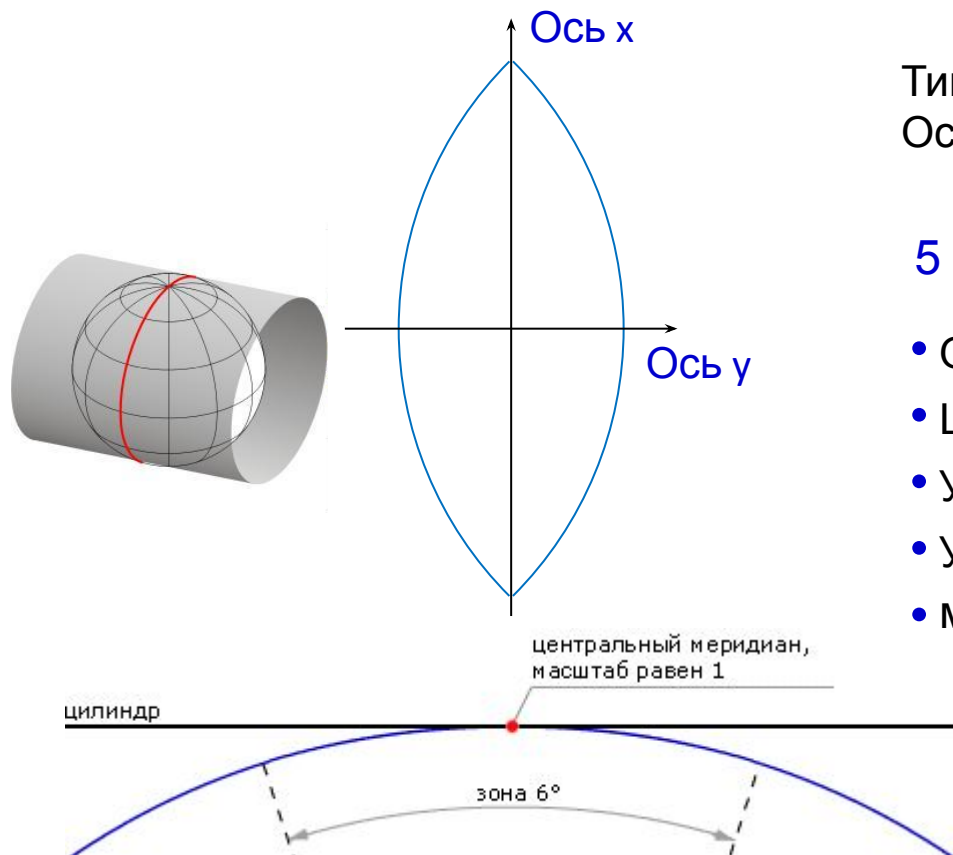 Ось x
Ось y
5
центральный меридиан,
масштаб равен 1
цилиндр
зона 6°